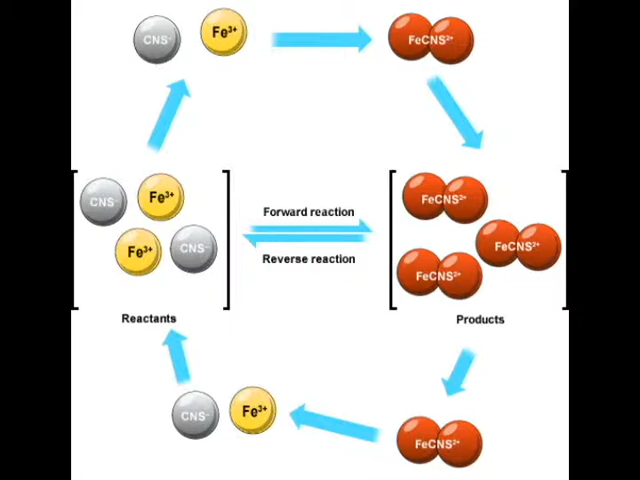 CNS⁻ Fe³⁺ FeCNS²⁺
CNS⁻ Fe³⁺
Fe³⁺ CNS⁻
Forward reaction
Reverse reaction
FeCNS²⁺
FeCNS²⁺
FeCNS²⁺
Reactants
Products
CNS⁻ Fe³⁺
FeCNS²⁺